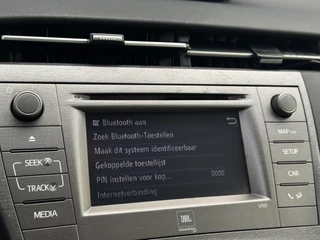 Bluetooth aan
Zoek Bluetooth-Toestellen
Maak dit systeem identificeerbaar
Gekoppelde toestellijst
PIN instellen voor kop... 0000
Internetverbinding
SEEK
TRACK
MEDIA
MAP
SETUP
CAR
JBL